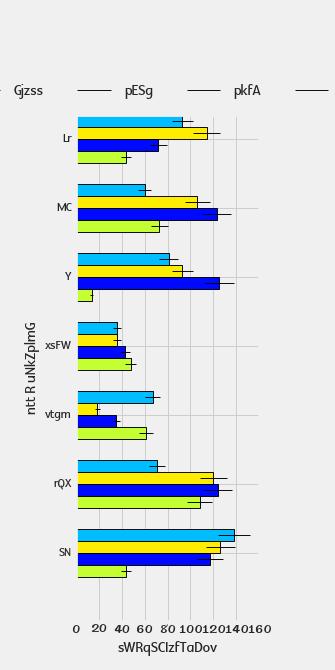 Gjzss pESg pkfA
Lr
MC
Y
xsFW
vtgm
rQX
SN
ntt R uNkZpImG
0 20 40 60 80 100 120 140 160
sWRqSCIzfTaDov